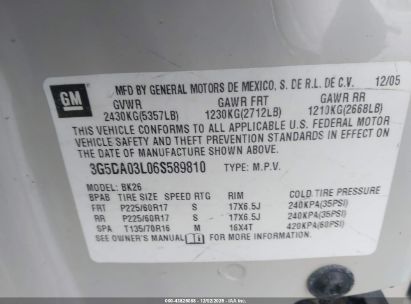 GM
MFD BY GENERAL MOTORS DE MEXICO, S. DE R.L. DE C.V. 12/05
GVWR GAWR FRT GAWR RR
2430KG(5357LB) 1230KG(2712LB) 1210KG(2668LB)
THIS VEHICLE CONFORMS TO ALL APPLICABLE U.S. FEDERAL MOTOR
VEHICLE SAFETY AND THEFT PREVENTION STANDARDS IN EFFECT ON
THE DATE OF MANUFACTURE SHOWN ABOVE.
3G5DA03L06S589810 TYPE: M.P.V.
MODEL: BK26
BPAB TIRE SIZE SPEED RTG RIM COLD TIRE PRESSURE
FRT P225/60R17 S 17X6.5J 240KPA(35PSI)
RR P225/60R17 S 17X6.5J 240KPA(35PSI)
SPA T135/70R16 M 16X4T 420KPA(60PSI)
SEE OWNER'S MANUAL FOR MORE INFORMATION.
12/02/2025